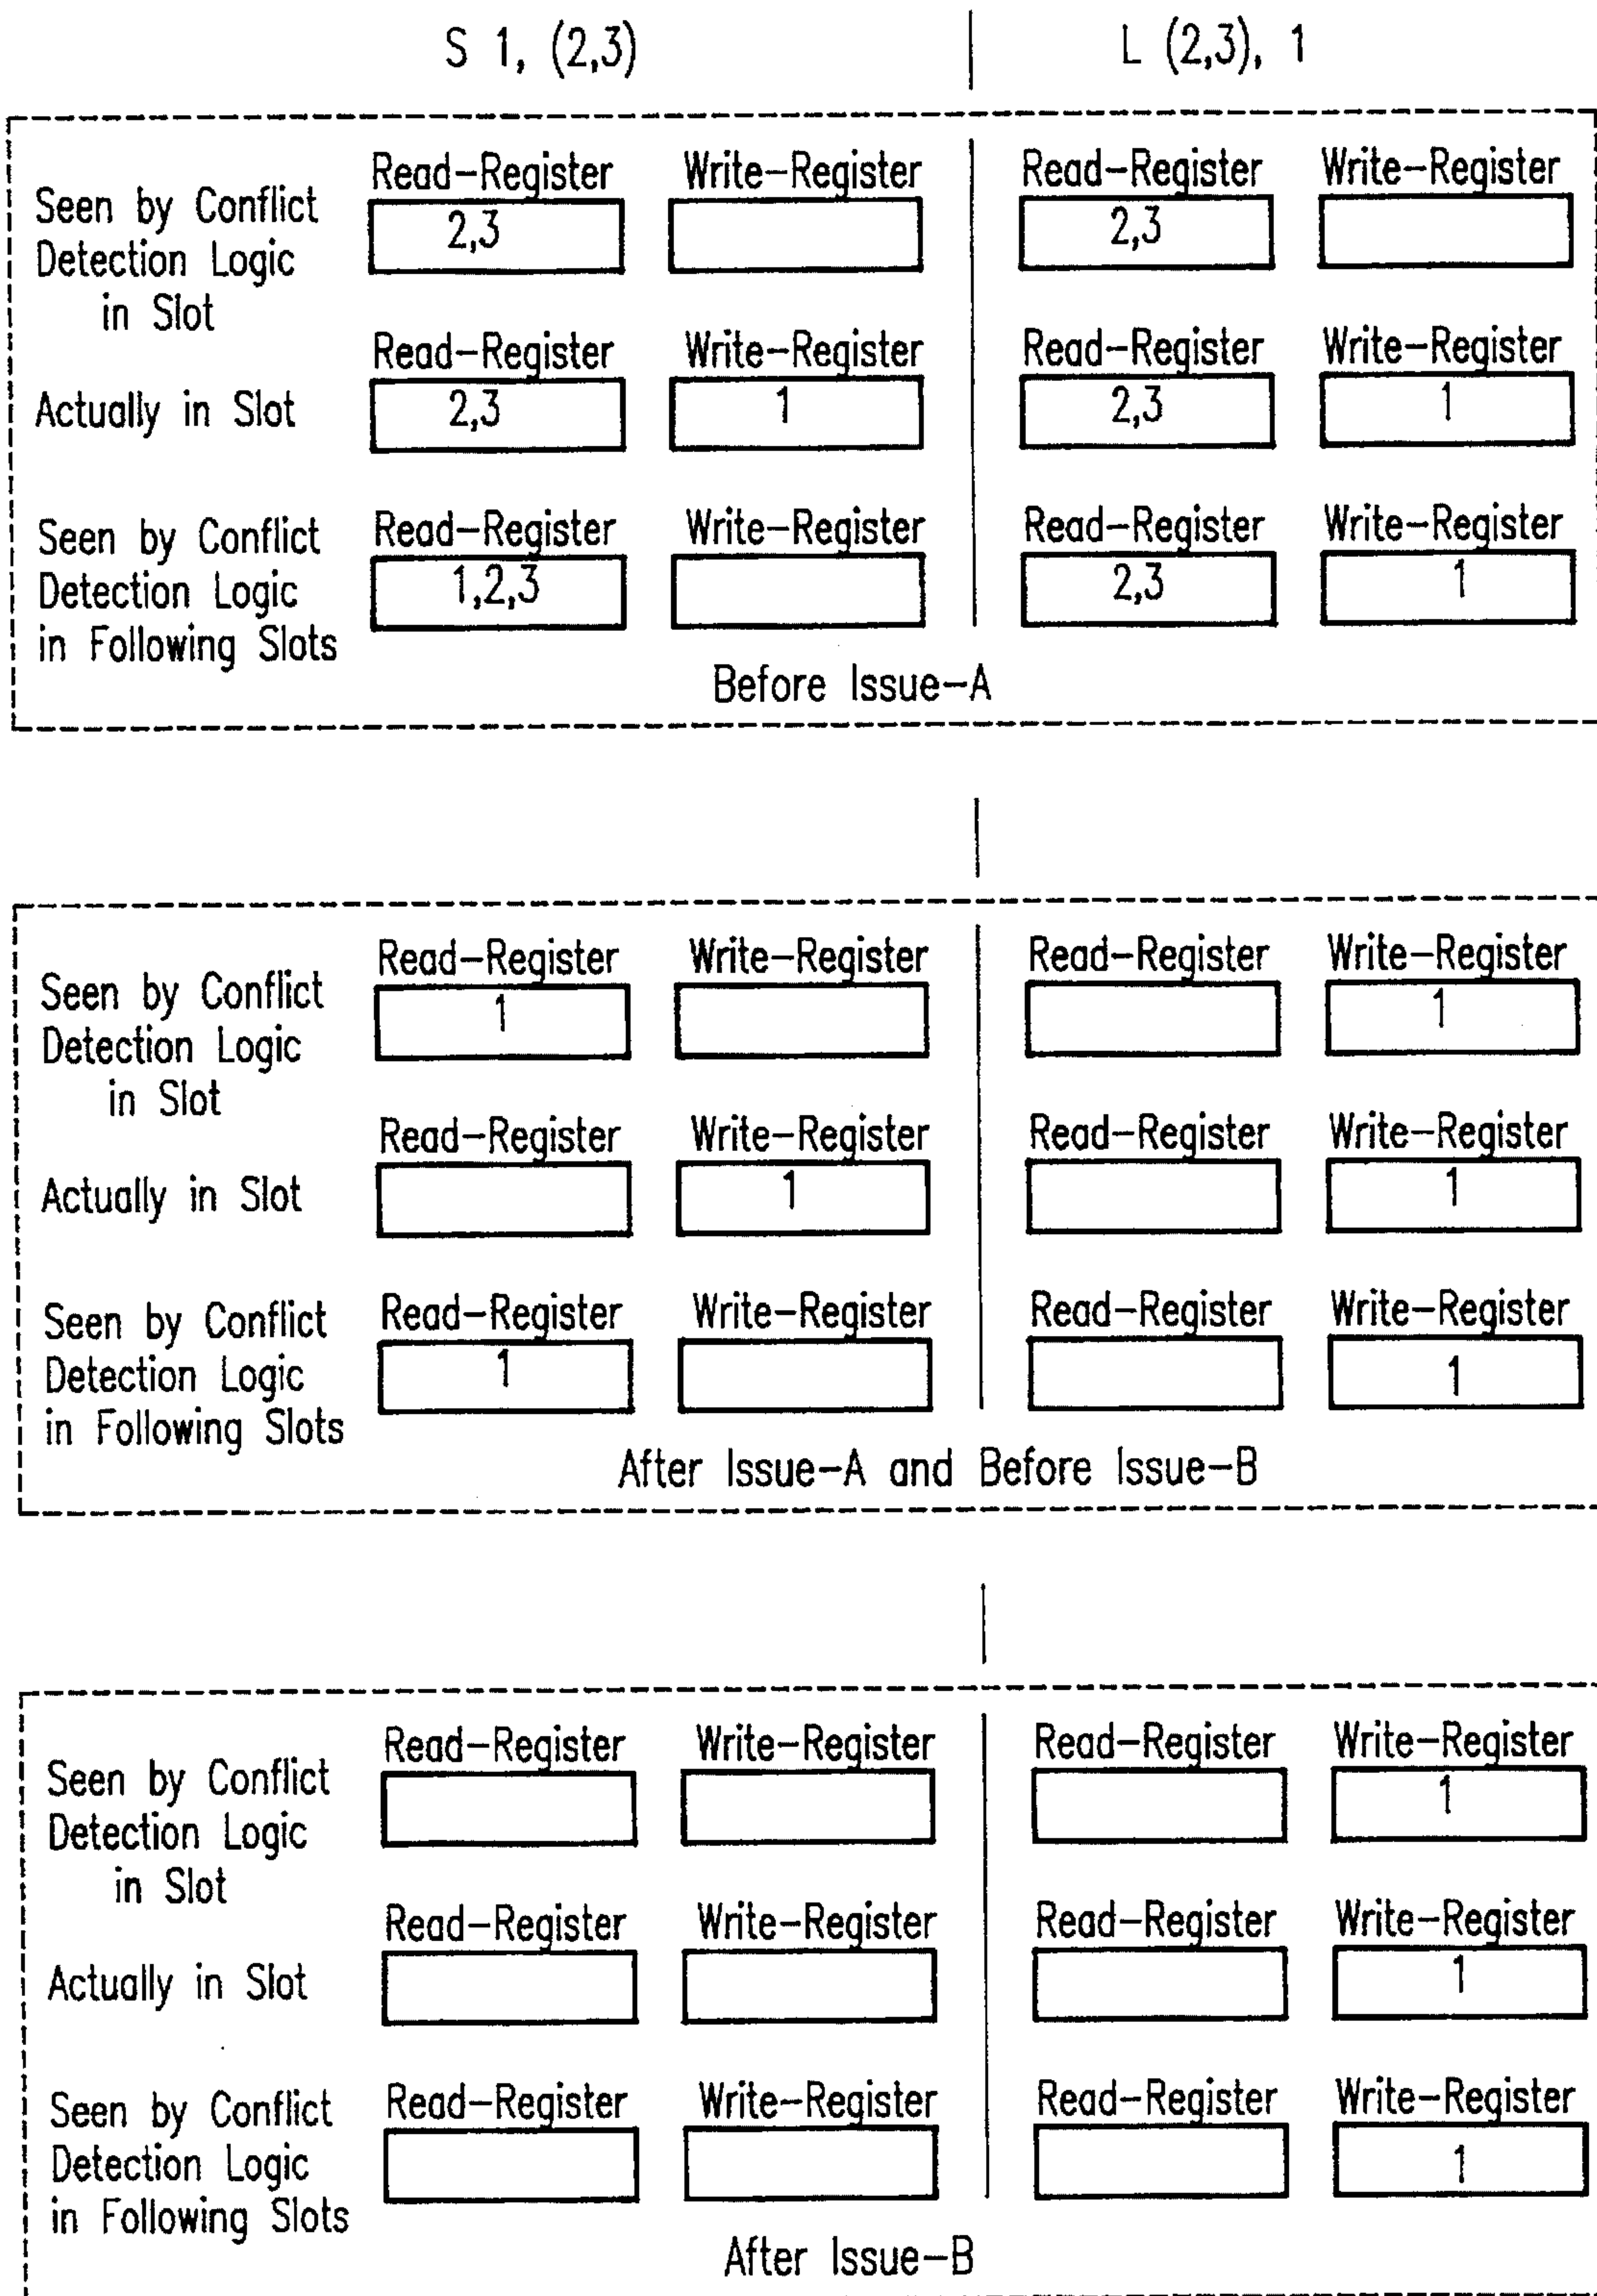 S 1, (2,3) L (2,3), 1
Read-Register Write-Register Read-Register Write-Register
Seen by Conflict
Detection Logic
in Slot
2,3 2,3
Read-Register Write-Register Read-Register Write-Register
Actually in Slot 2,3 1 2,3 1
Read-Register Write-Register Read-Register Write-Register
Seen by Conflict
Detection Logic
in Following Slots
1,2,3 2,3 1
Before Issue-A
Read-Register Write-Register Read-Register Write-Register
Seen by Conflict
Detection Logic
in Slot
1 1
Read-Register Write-Register Read-Register Write-Register
Actually in Slot 1 1
Read-Register Write-Register Read-Register Write-Register
Seen by Conflict
Detection Logic
in Following Slots
1 1
After Issue-A and Before Issue-B
Read-Register Write-Register Read-Register Write-Register
Seen by Conflict
Detection Logic
in Slot
1
Read-Register Write-Register Read-Register Write-Register
Actually in Slot 1
Read-Register Write-Register Read-Register Write-Register
Seen by Conflict
Detection Logic
in Following Slots
1
After Issue-B